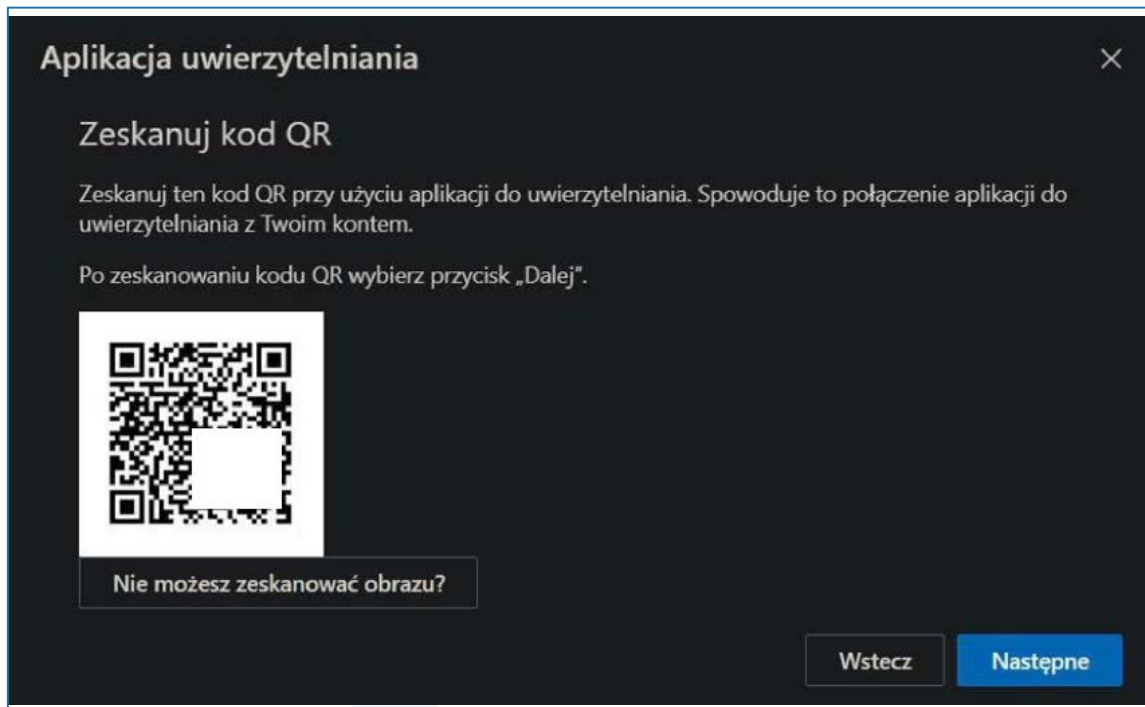 Aplikacja uwierzytelniania
Zeskanuj kod QR
Zeskanuj ten kod QR przy użyciu aplikacji do uwierzytelniania. Spowoduje to połączenie aplikacji do
uwierzytelniania z Twoim kontem.
Po zeskanowaniu kodu QR wybierz przycisk „Dalej”.
Nie możesz zeskanować obrazu?
Wstecz
Następne